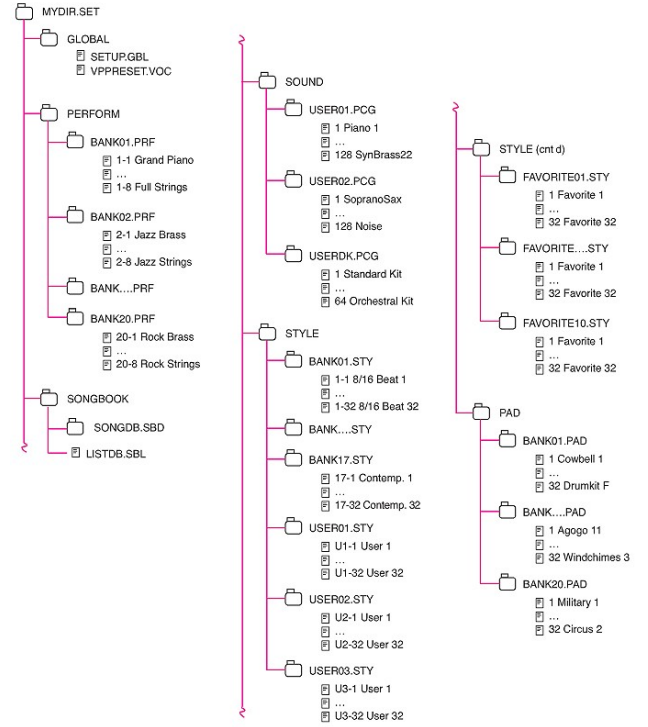 MYDIR.SET
GLOBAL
SETUP.GBL
VPPRESET.VOC
PERFORM
BANK01.PRF
1-1 Grand Piano
...
1-8 Full Strings
BANK02.PRF
2-1 Jazz Brass
...
2-8 Jazz Strings
BANK....PRF
BANK20.PRF
20-1 Rock Brass
...
20-8 Rock Strings
SONGBOOK
SONGDB.SBD
LISTDB.SBL
SOUND
USER01.PCG
1 Piano 1
...
128 SynBrass22
USER02.PCG
1 SopranoSax
...
128 Noise
USERDK.PCG
1 Standard Kit
...
64 Orchestral Kit
STYLE
BANK01.STY
1-1 8/16 Beat 1
...
1-32 8/16 Beat 32
BANK....STY
BANK17.STY
17-1 Contemp. 1
...
17-32 Contemp. 32
USER01.STY
U1-1 User 1
...
U1-32 User 32
USER02.STY
U2-1 User 1
...
U2-32 User 32
USER03.STY
U3-1 User 1
...
U3-32 User 32
STYLE (cnt d)
FAVORITE01.STY
1 Favorite 1
...
32 Favorite 32
FAVORITE....STY
1 Favorite 1
...
32 Favorite 32
FAVORITE10.STY
1 Favorite 1
...
32 Favorite 32
PAD
BANK01.PAD
1 Cowbell 1
...
32 Drumkit F
BANK....PAD
1 Agogo 11
...
32 Windchimes 3
BANK20.PAD
1 Military 1
...
32 Circus 2